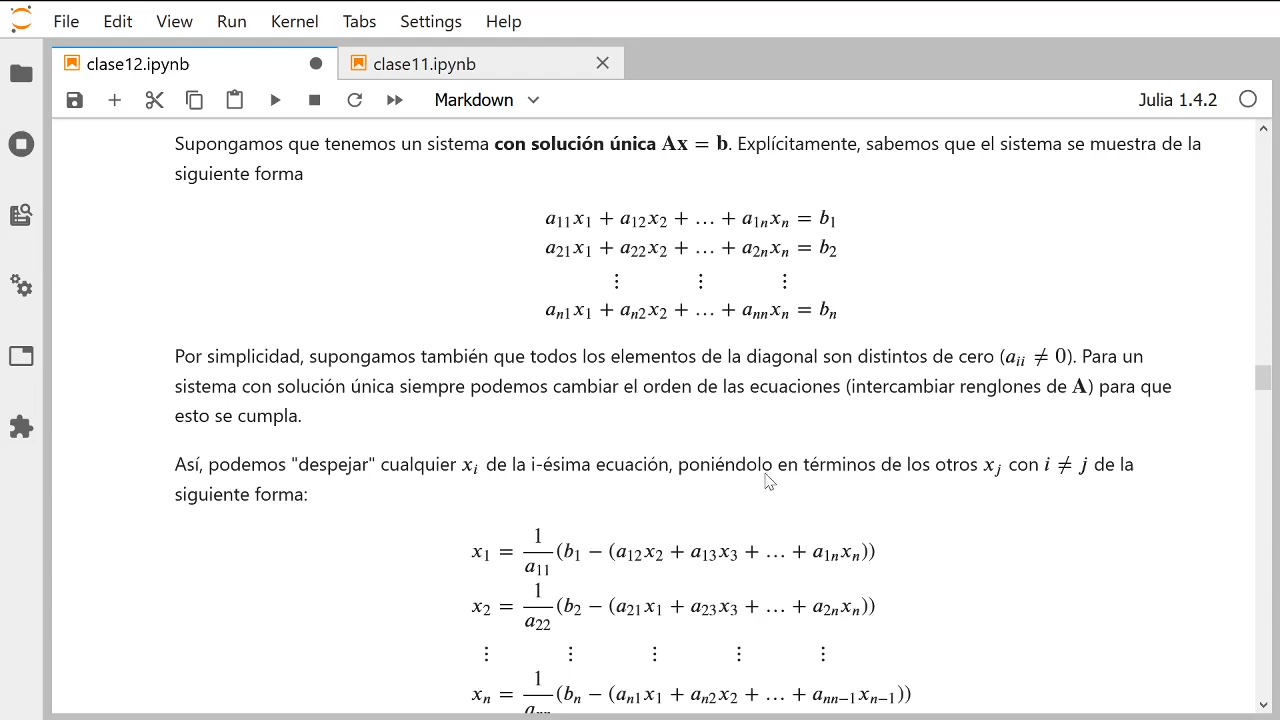 File Edit View Run Kernel Tabs Settings Help
clase12.ipynb clase11.ipynb
Markdown Julia 1.4.2
Supongamos que tenemos un sistema con solución única Ax = b. Explícitamente, sabemos que el sistema se muestra de la
siguiente forma
a₁₁x₁ + a₁₂x₂ + … + a₁ₙxₙ = b₁
a₂₁x₁ + a₂₂x₂ + … + a₂ₙxₙ = b₂
⋮ ⋮ ⋮
aₙ₁x₁ + aₙ₂x₂ + … + aₙₙxₙ = bₙ
Por simplicidad, supongamos también que todos los elementos de la diagonal son distintos de cero (aᵢᵢ ≠ 0). Para un
sistema con solución única siempre podemos cambiar el orden de las ecuaciones (intercambiar renglones de A) para que
esto se cumpla.
Así, podemos "despejar" cualquier xᵢ de la i-ésima ecuación, poniéndolo en términos de los otros xⱼ con i ≠ j de la
siguiente forma:
x₁ = 1/a₁₁ (b₁ − (a₁₂x₂ + a₁₃x₃ + … + a₁ₙxₙ))
x₂ = 1/a₂₂ (b₂ − (a₂₁x₁ + a₂₃x₃ + … + a₂ₙxₙ))
⋮ ⋮ ⋮ ⋮ ⋮
xₙ = 1/aₙₙ (bₙ − (aₙ₁x₁ + aₙ₂x₂ + … + aₙₙ₋₁xₙ₋₁))